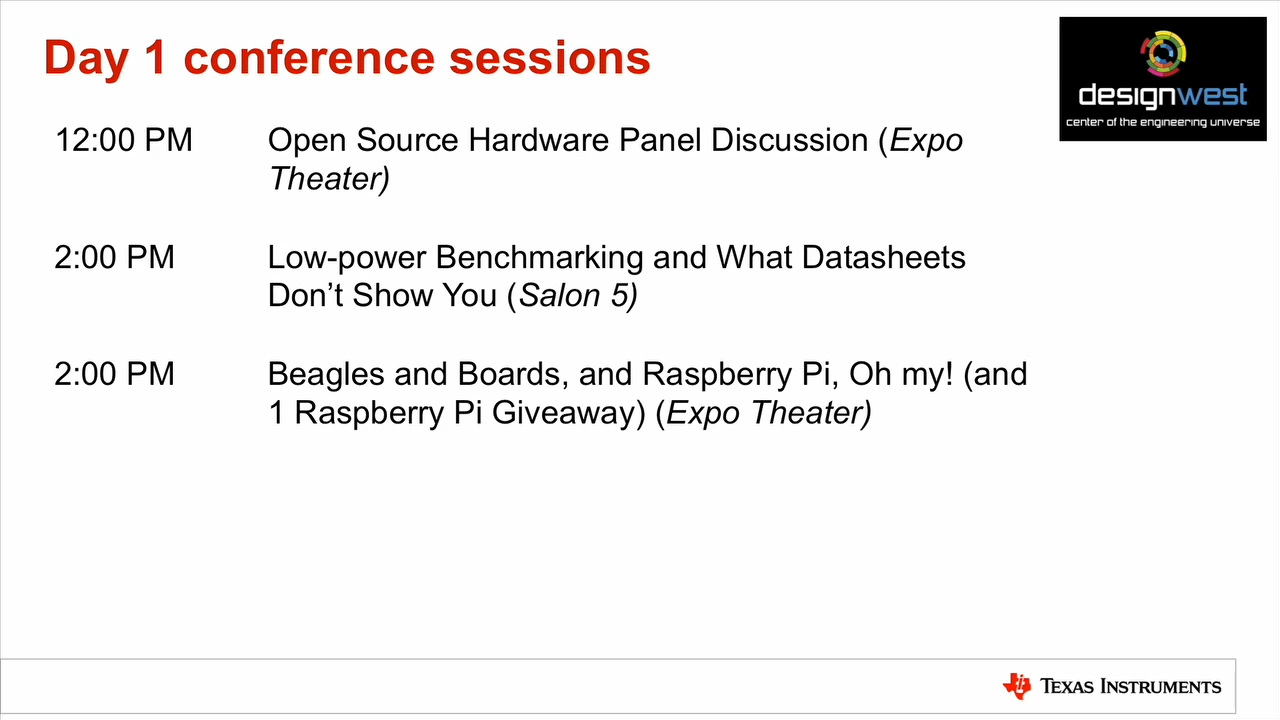 Day 1 conference sessions
designwest
center of the engineering universe
12:00 PM Open Source Hardware Panel Discussion (Expo
Theater)
2:00 PM Low-power Benchmarking and What Datasheets
Don’t Show You (Salon 5)
2:00 PM Beagles and Boards, and Raspberry Pi, Oh my! (and
1 Raspberry Pi Giveaway) (Expo Theater)
TEXAS INSTRUMENTS